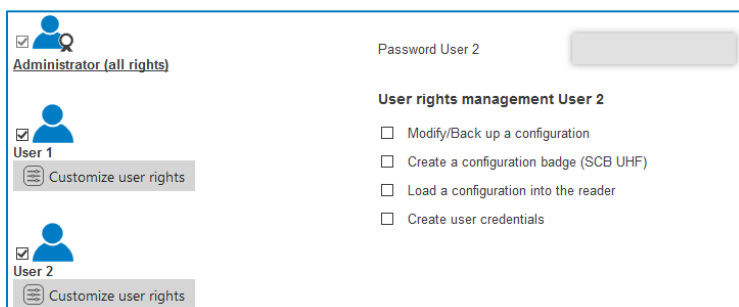 Administrator (all rights)
User 1
Customize user rights
User 2
Customize user rights
Password User 2
User rights management User 2
Modify/Back up a configuration
Create a configuration badge (SCB UHF)
Load a configuration into the reader
Create user credentials